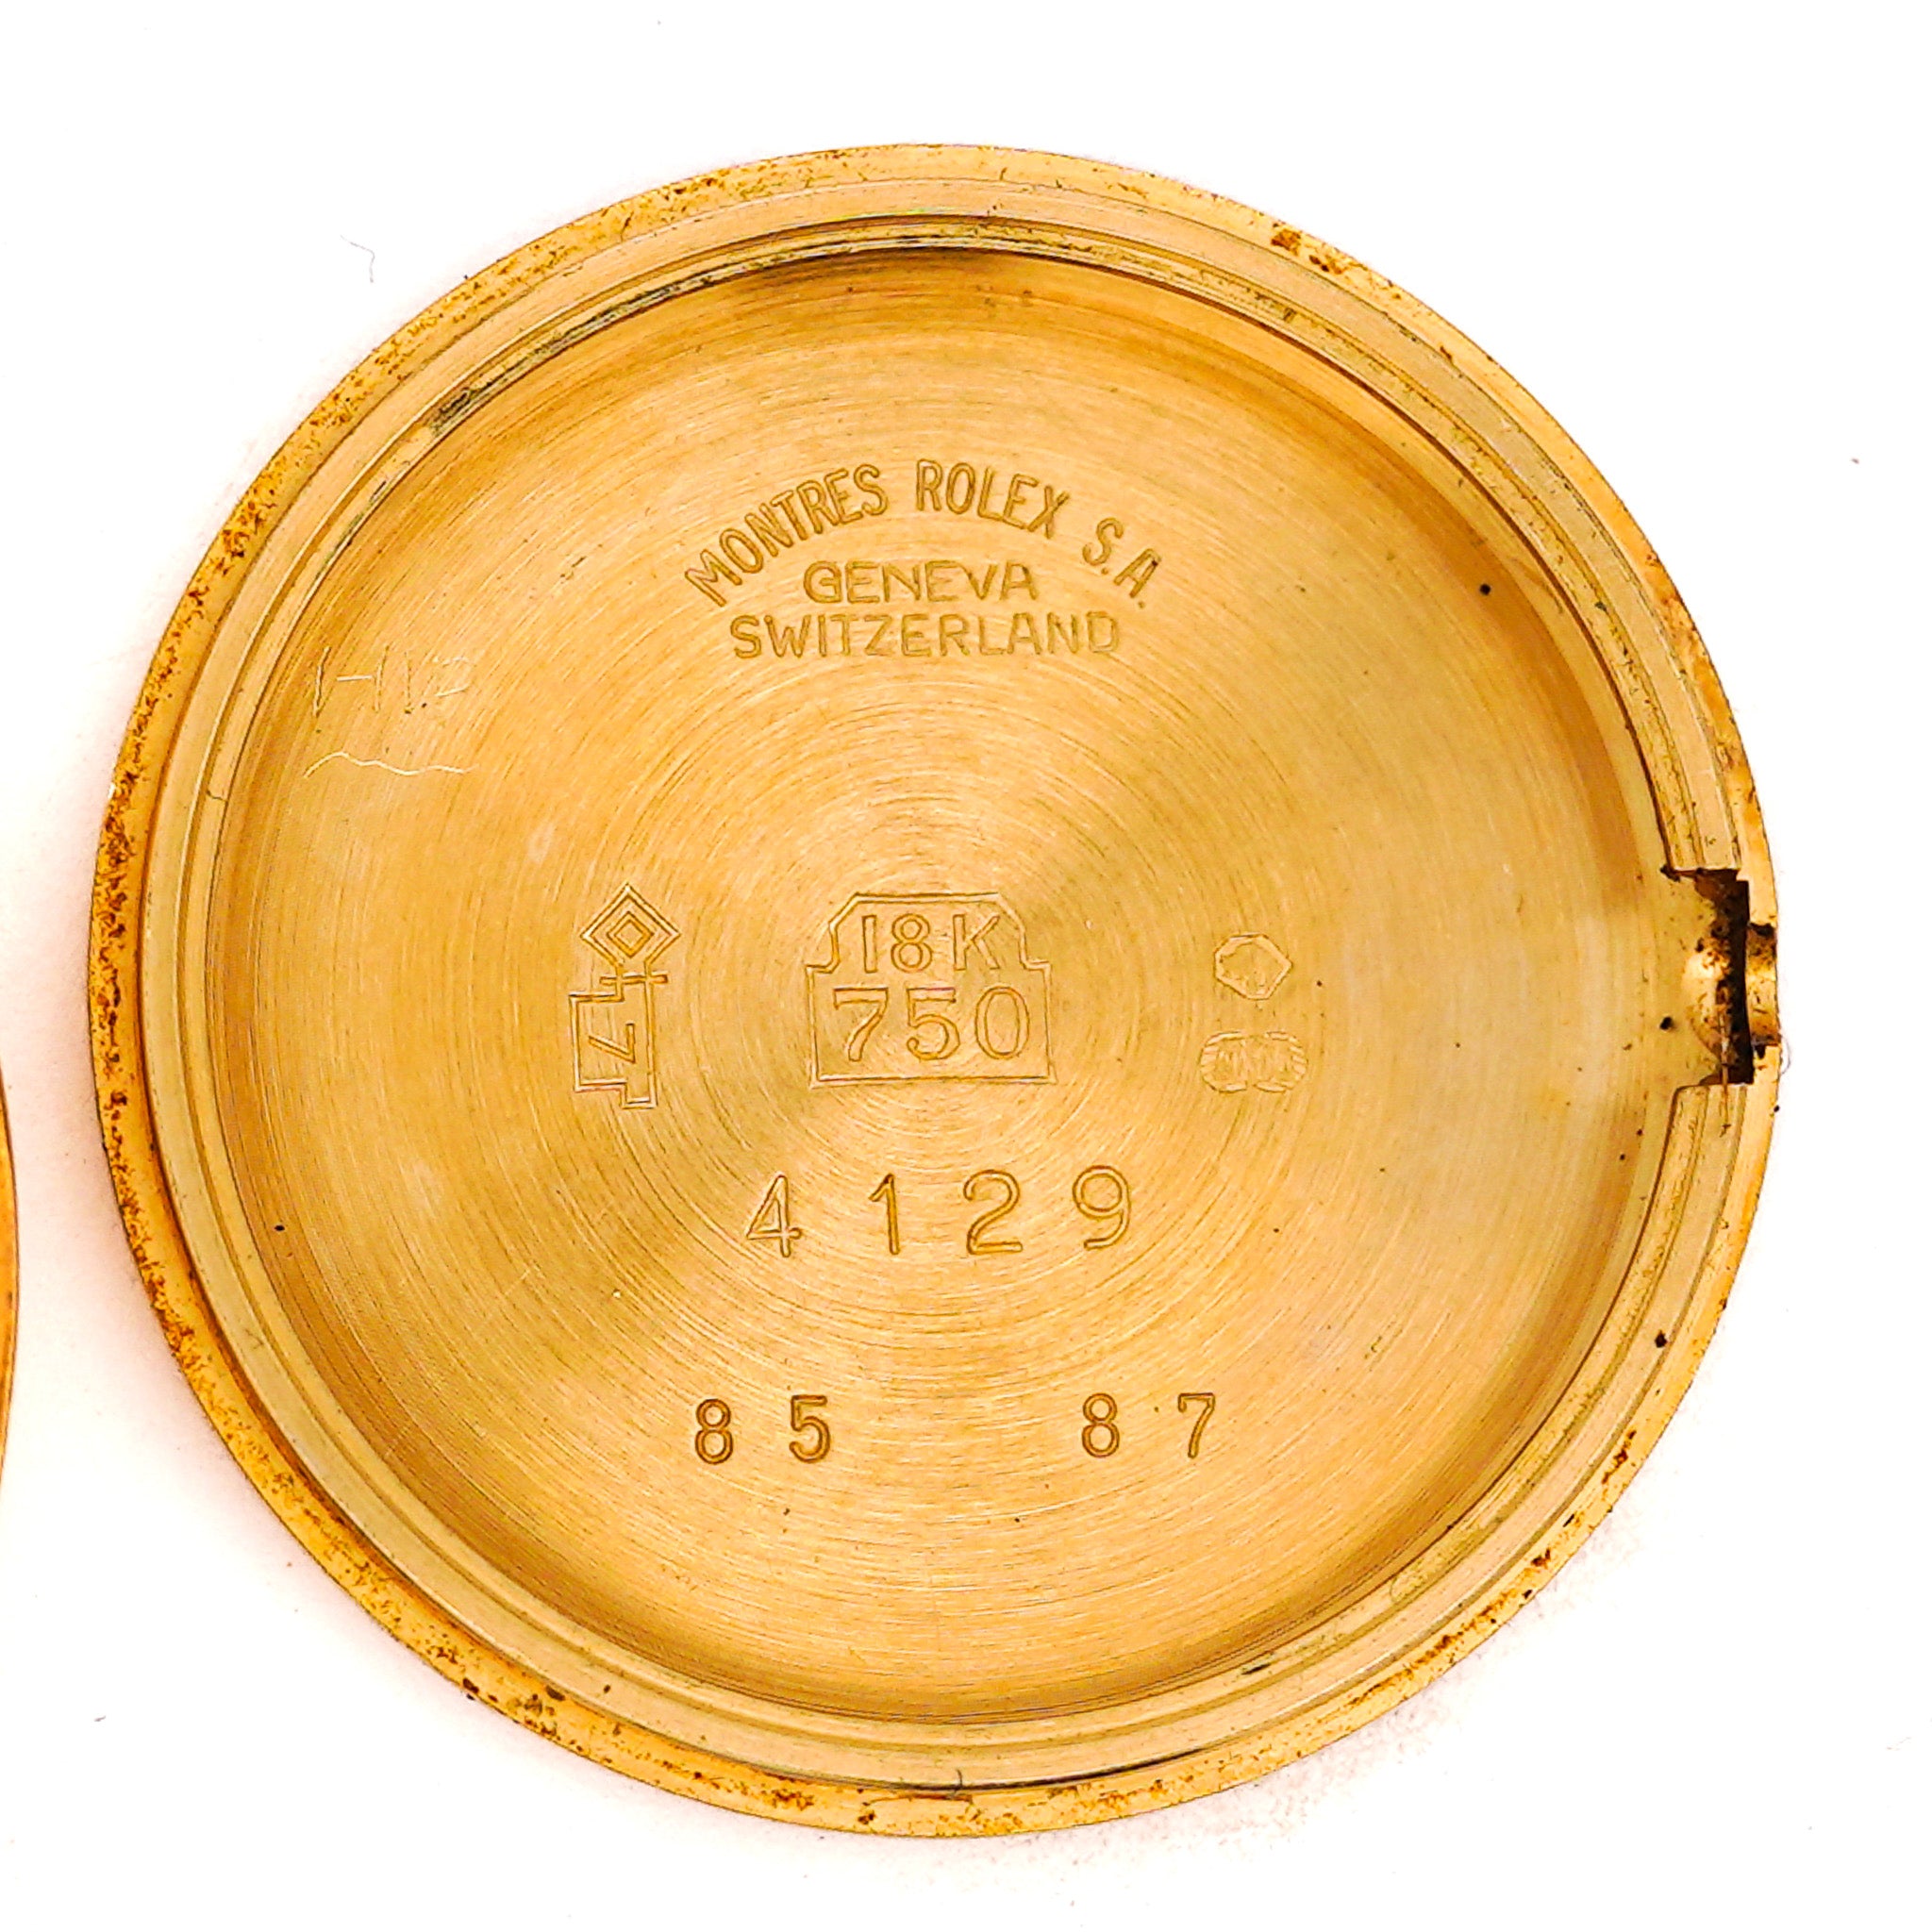 MONTRES ROLEX S.A.
GENEVA
SWITZERLAND
18K
750
4129
85 87